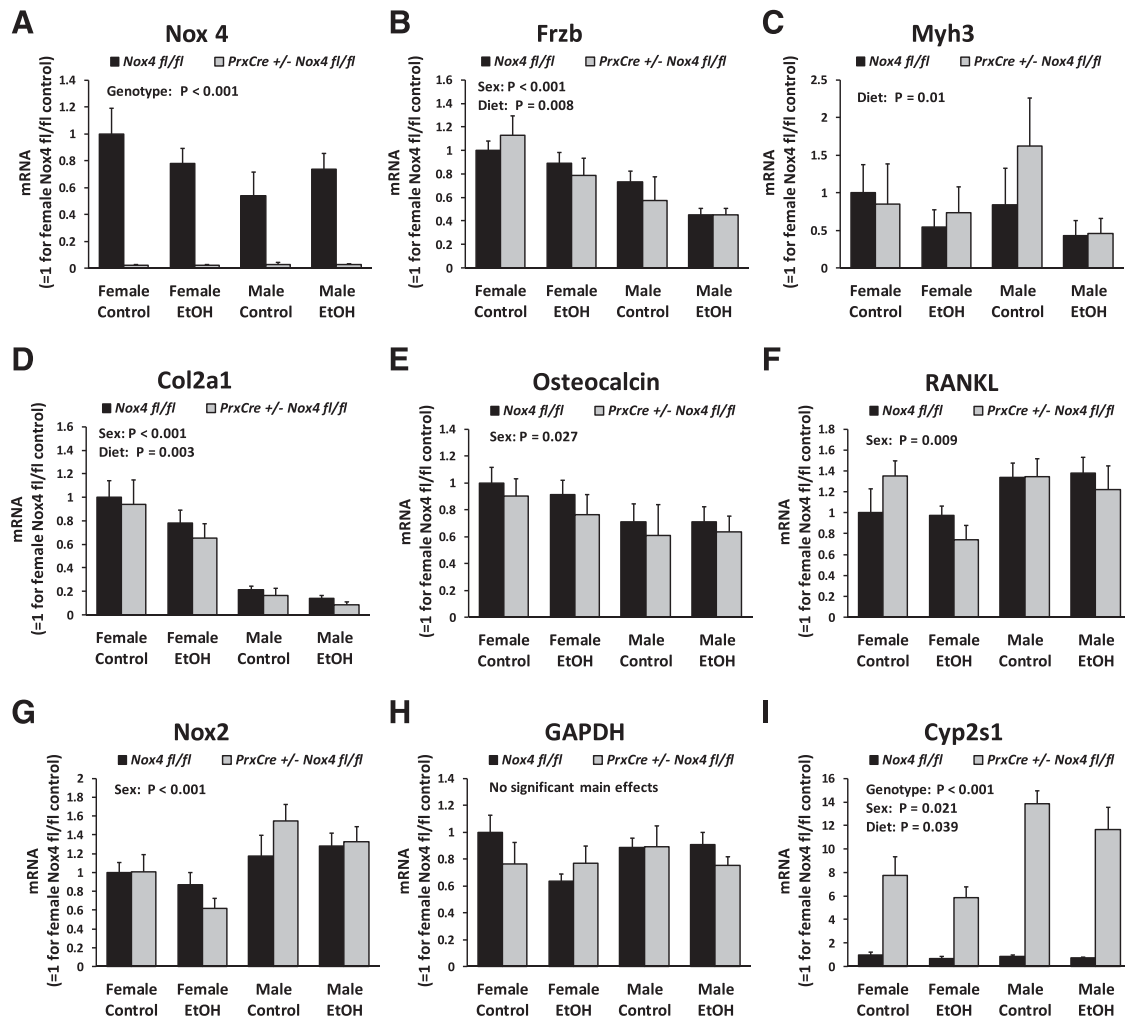 A
Nox 4
Nox4 fl/fl PrxCre +/- Nox4 fl/fl
Genotype: P < 0.001
mRNA
(=1 for female Nox4 fl/fl control)
1.4
1.2
1
0.8
0.6
0.4
0.2
0
Female Control
Female EtOH
Male Control
Male EtOH
B
Frzb
Nox4 fl/fl PrxCre +/- Nox4 fl/fl
Sex: P < 0.001
Diet: P = 0.008
mRNA
(=1 for female Nox4 fl/fl control)
1.6
1.4
1.2
1
0.8
0.6
0.4
0.2
0
Female Control
Female EtOH
Male Control
Male EtOH
C
Myh3
Nox4 fl/fl PrxCre +/- Nox4 fl/fl
Diet: P = 0.01
mRNA
(=1 for female Nox4 fl/fl control)
2.5
2
1.5
1
0.5
0
Female Control
Female EtOH
Male Control
Male EtOH
D
Col2a1
Nox4 fl/fl PrxCre +/- Nox4 fl/fl
Sex: P < 0.001
Diet: P = 0.003
mRNA
(=1 for female Nox4 fl/fl control)
1.6
1.4
1.2
1
0.8
0.6
0.4
0.2
0
Female Control
Female EtOH
Male Control
Male EtOH
E
Osteocalcin
Nox4 fl/fl PrxCre +/- Nox4 fl/fl
Sex: P = 0.027
mRNA
(=1 for female Nox4 fl/fl control)
1.4
1.2
1
0.8
0.6
0.4
0.2
0
Female Control
Female EtOH
Male Control
Male EtOH
F
RANKL
Nox4 fl/fl PrxCre +/- Nox4 fl/fl
Sex: P = 0.009
mRNA
(=1 for female Nox4 fl/fl control)
1.8
1.6
1.4
1.2
1
0.8
0.6
0.4
0.2
0
Female Control
Female EtOH
Male Control
Male EtOH
G
Nox2
Nox4 fl/fl PrxCre +/- Nox4 fl/fl
Sex: P < 0.001
mRNA
(=1 for female Nox4 fl/fl control)
2
1.8
1.6
1.4
1.2
1
0.8
0.6
0.4
0.2
0
Female Control
Female EtOH
Male Control
Male EtOH
H
GAPDH
Nox4 fl/fl PrxCre +/- Nox4 fl/fl
No significant main effects
mRNA
(=1 for female Nox4 fl/fl control)
1.4
1.2
1
0.8
0.6
0.4
0.2
0
Female Control
Female EtOH
Male Control
Male EtOH
I
Cyp2s1
Nox4 fl/fl PrxCre +/- Nox4 fl/fl
Genotype: P < 0.001
Sex: P = 0.021
Diet: P = 0.039
mRNA
(=1 for female Nox4 fl/fl control)
16
14
12
10
8
6
4
2
0
Female Control
Female EtOH
Male Control
Male EtOH